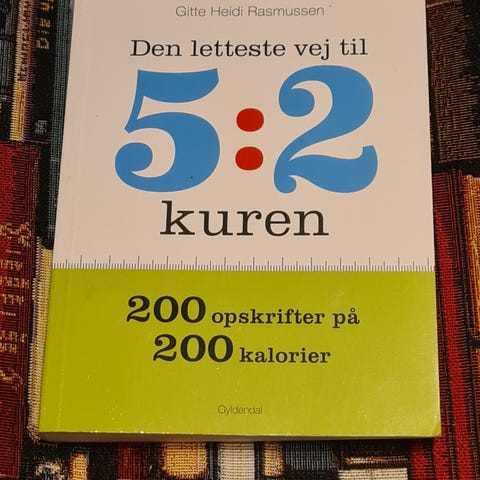 Gitte Heidi Rasmussen
Den letteste vej til
5:2
kuren
200 opskrifter på
200 kalorier
Gyldendal